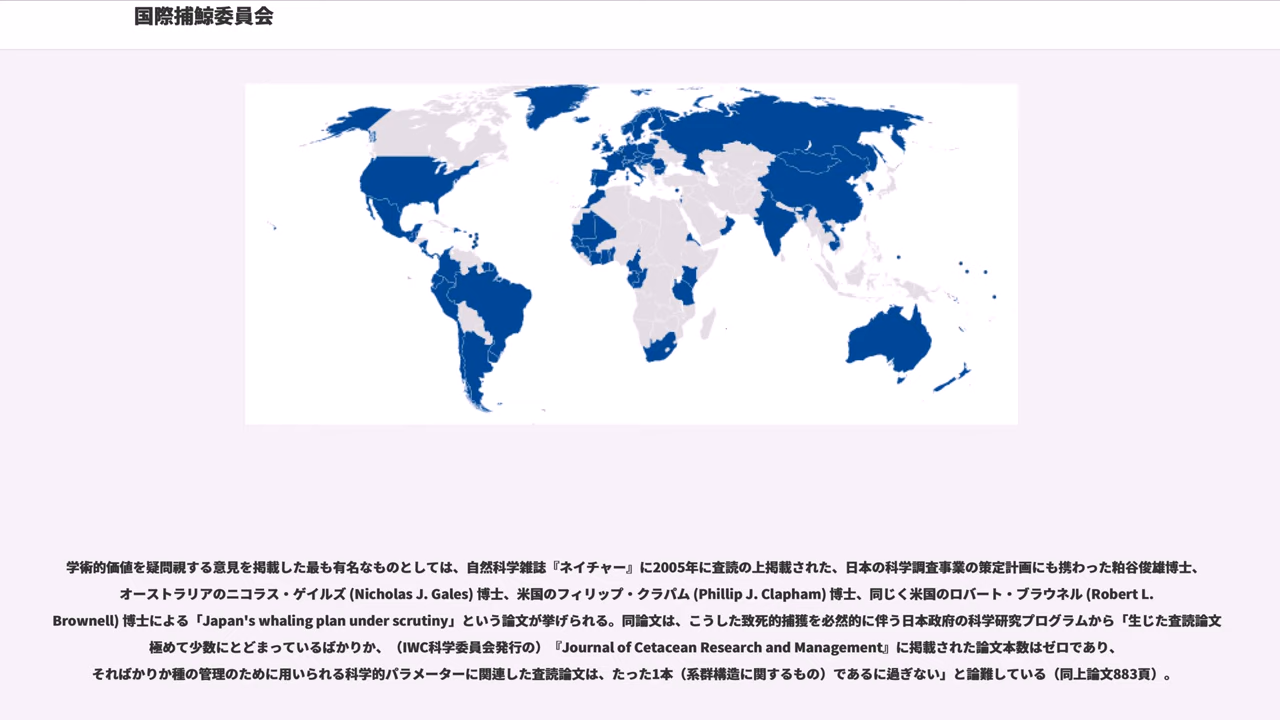 国際捕鯨委員会
学術的価値を疑問視する意見を掲載した最も有名なものとしては、自然科学雑誌『ネイチャー』に2005年に査読の上掲載された、日本の科学調査事業の策定計画にも携わった粕谷俊雄博士、
オーストラリアのニコラス・ゲイルズ (Nicholas J. Gales) 博士、米国のフィリップ・クラパム (Phillip J. Clapham) 博士、同じく米国のロバート・ブラウネル (Robert L.
Brownell) 博士による「Japan's whaling plan under scrutiny」という論文が挙げられる。同論文は、こうした致死的捕獲を必然的に伴う日本政府の科学研究プログラムから「生じた査読論文
極めて少数にとどまっているばかりか、（IWC科学委員会発行の）『Journal of Cetacean Research and Management』に掲載された論文本数はゼロであり、
そればかりか種の管理のために用いられる科学的パラメーターに関連した査読論文は、たった1本（系群構造に関するもの）であるに過ぎない」と論難している（同上論文883頁）。